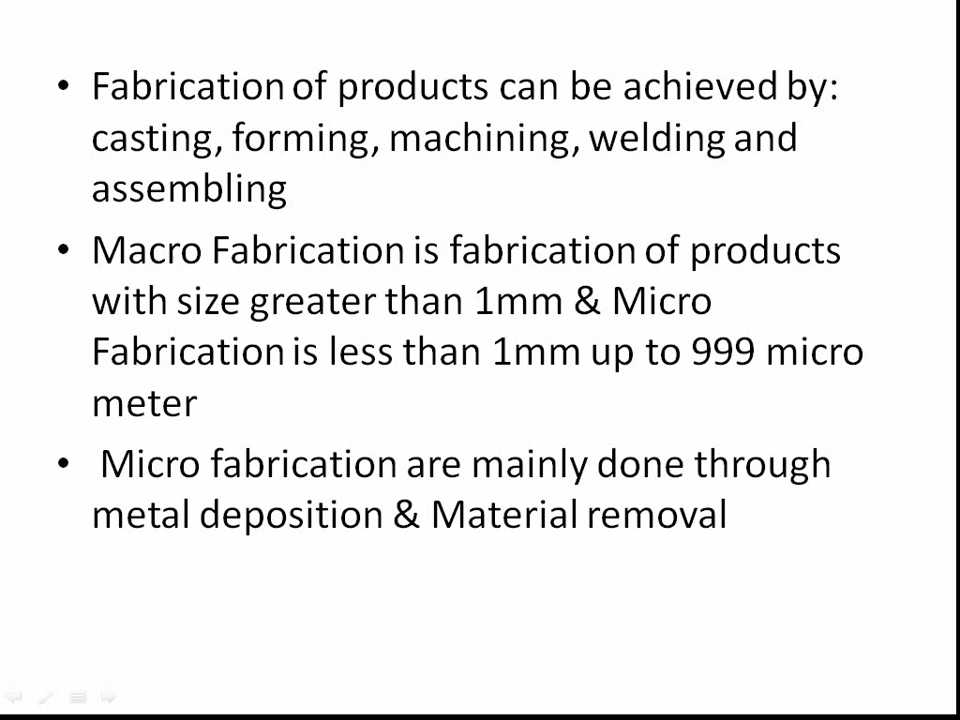 • Fabrication of products can be achieved by:
casting, forming, machining, welding and
assembling
• Macro Fabrication is fabrication of products
with size greater than 1mm & Micro
Fabrication is less than 1mm up to 999 micro
meter
• Micro fabrication are mainly done through
metal deposition & Material removal